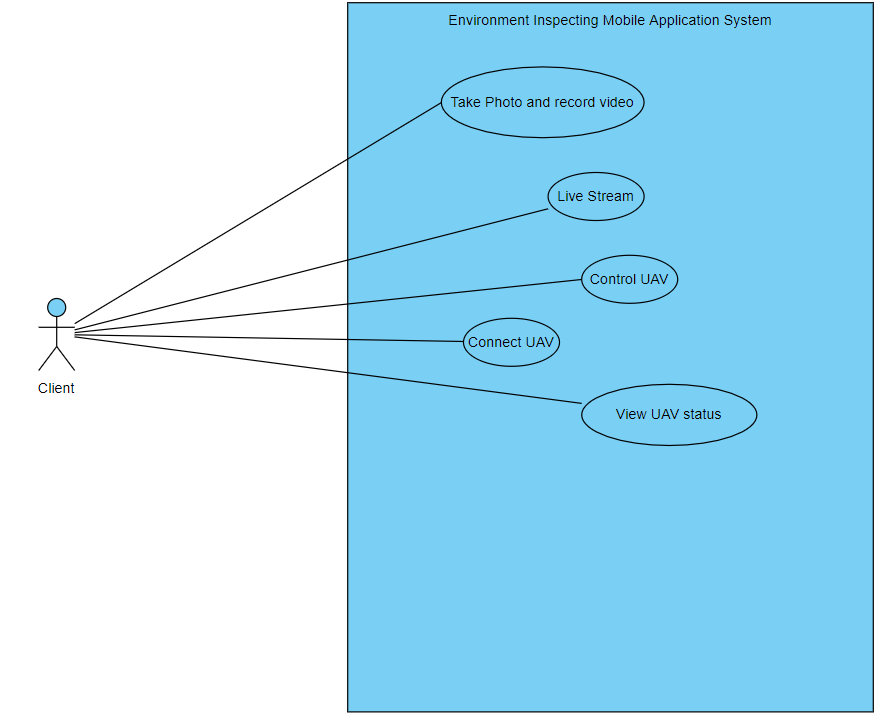 Environment Inspecting Mobile Application System
Take Photo and record video
Live Stream
Control UAV
Connect UAV
Client
View UAV status